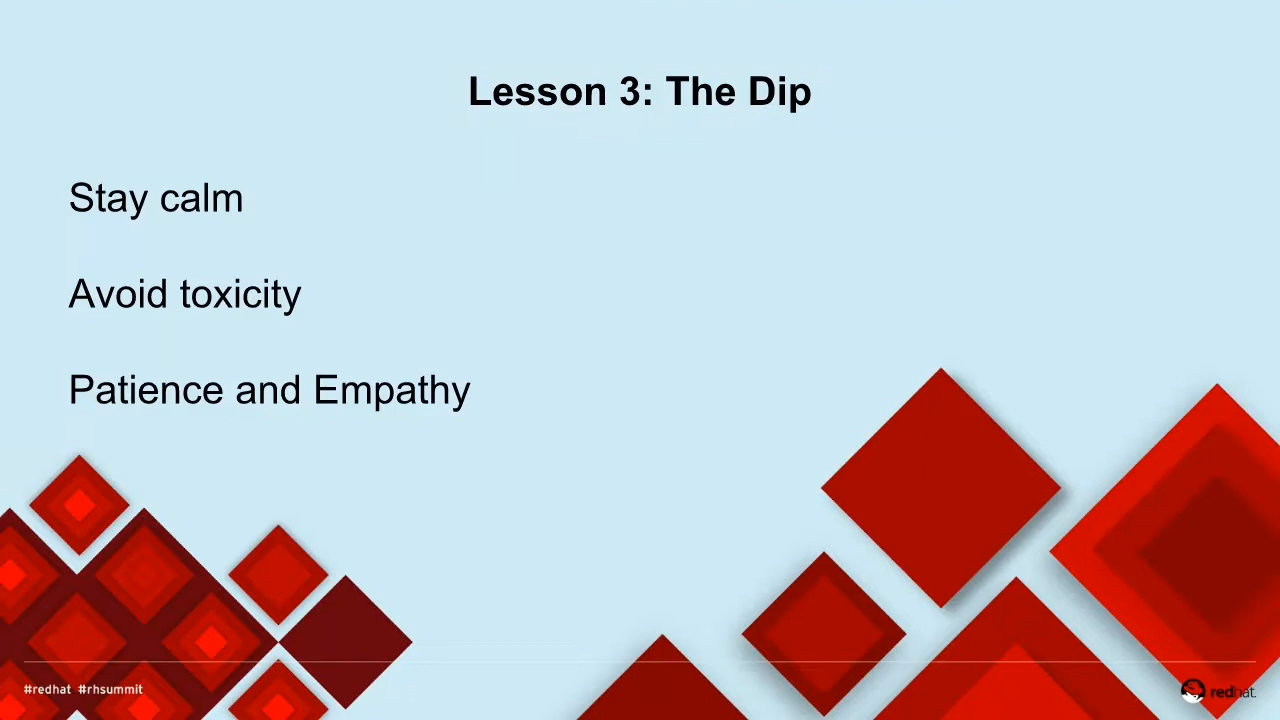 Lesson 3: The Dip
Stay calm
Avoid toxicity
Patience and Empathy
#redhat #rhsummit
redhat.